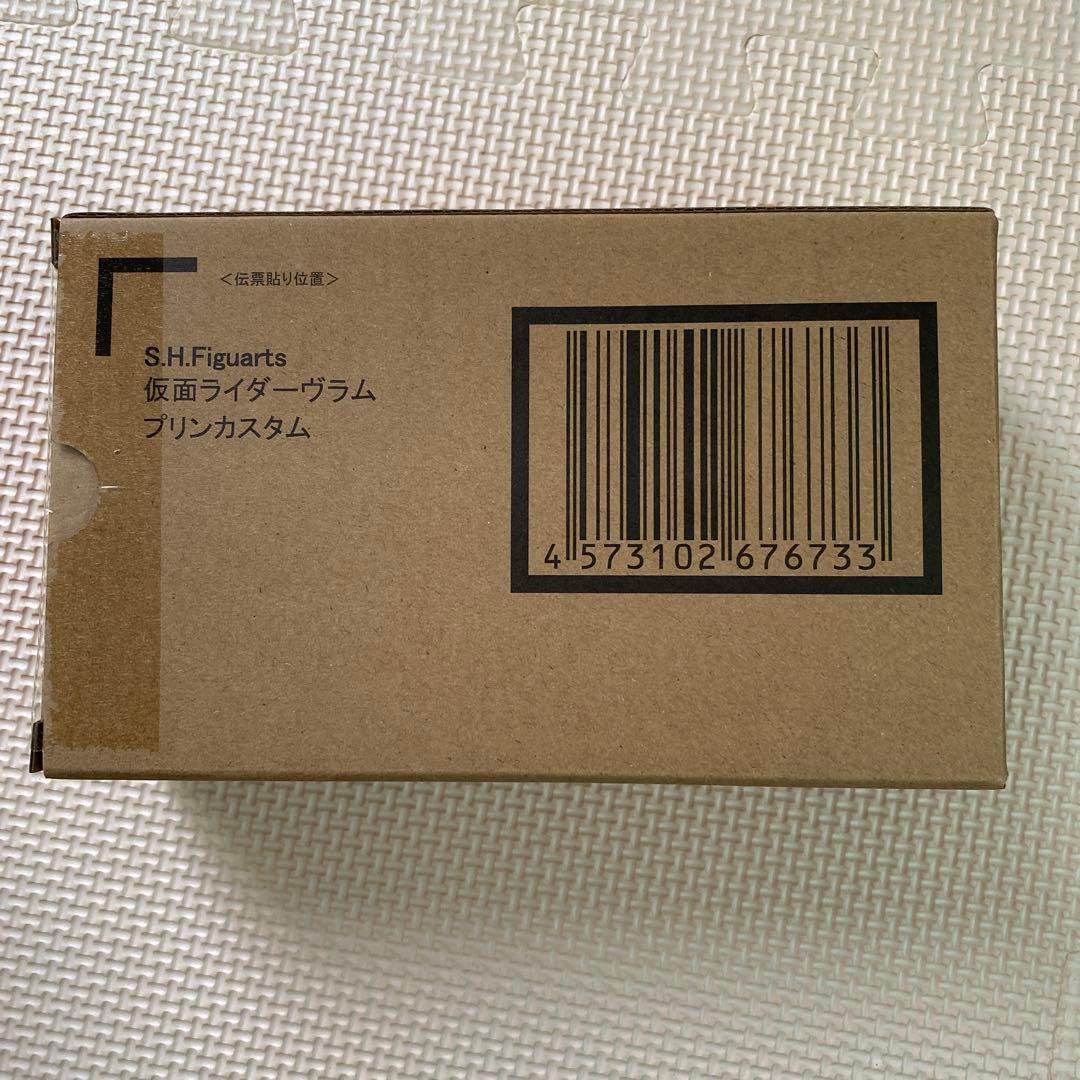 <伝票貼り位置>
S.H.Figuarts
仮面ライダーヴラム
プリンカスタム
4 573102 676733